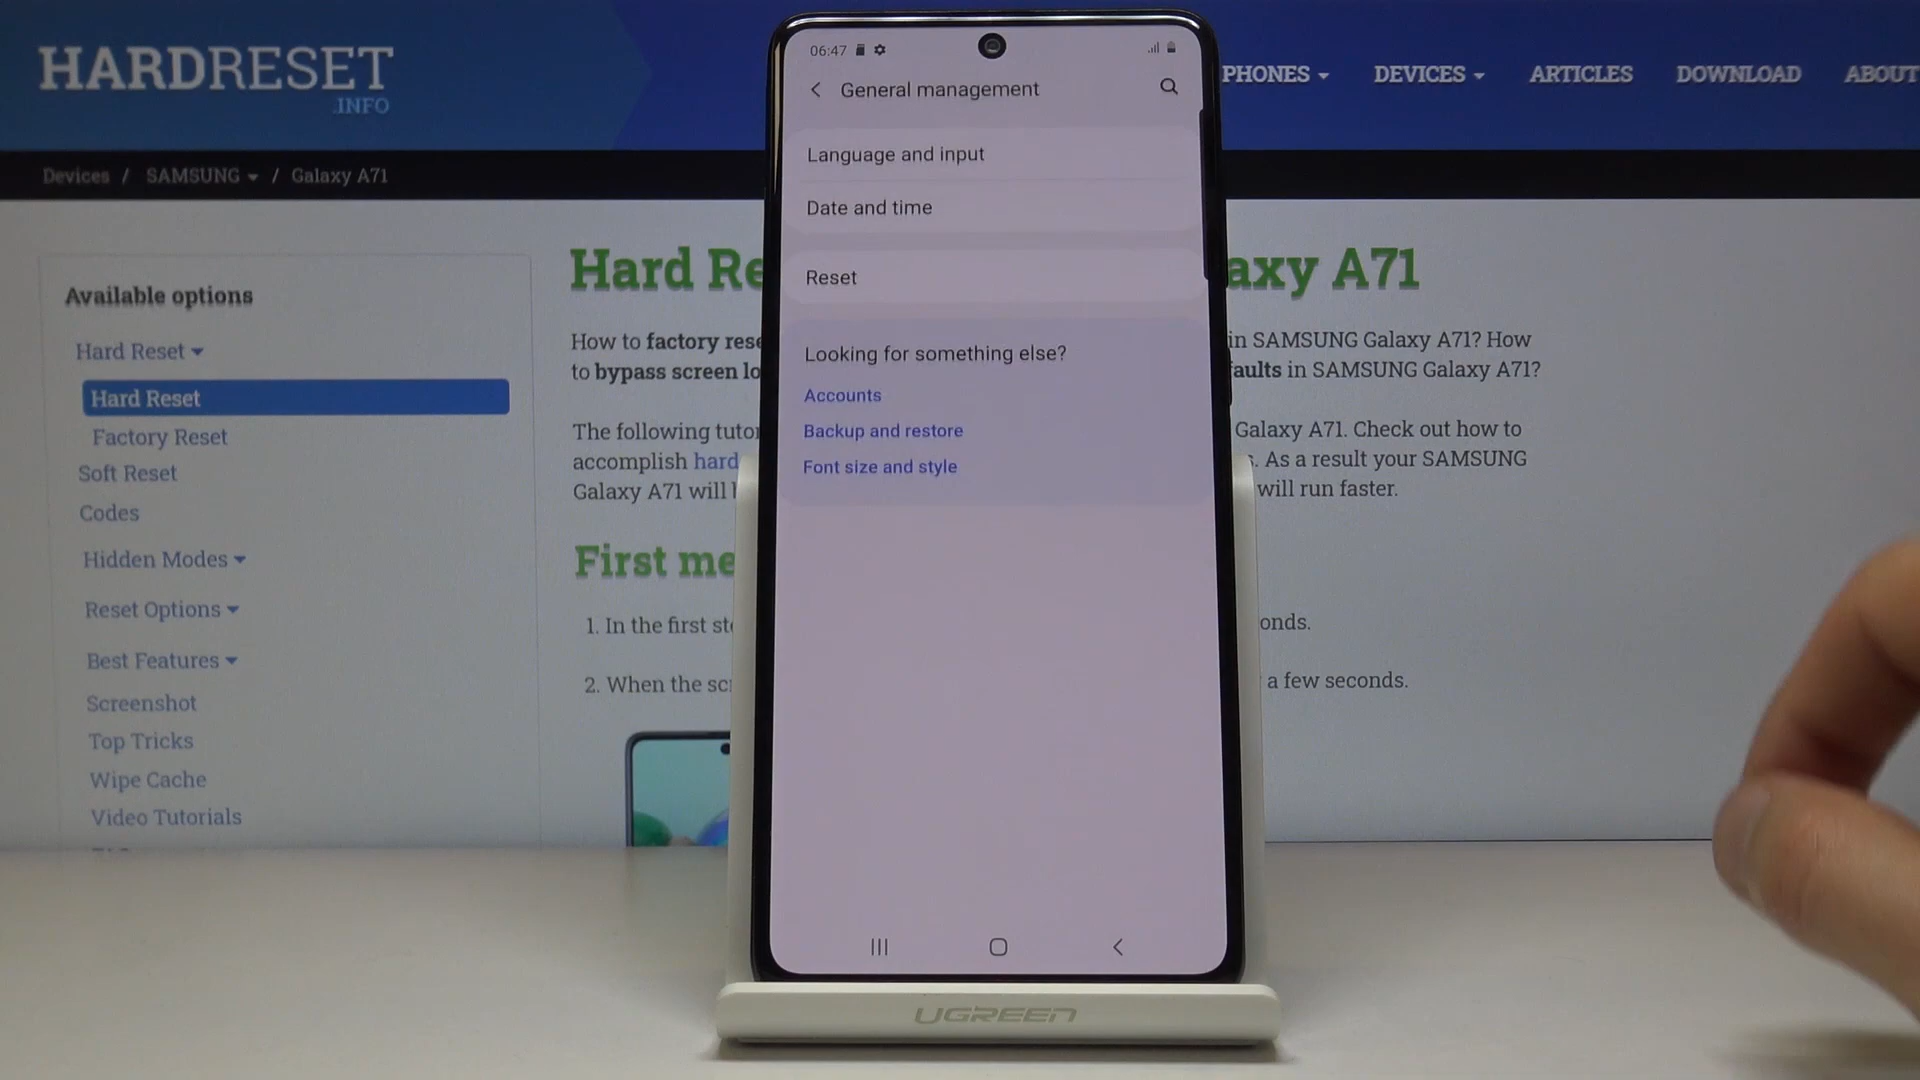 HARDRESET
.INFO
PHONES
DEVICES
ARTICLES
DOWNLOAD
ABOUT
Devices / SAMSUNG / Galaxy A71
Available options
Hard Reset
Hard Reset
Factory Reset
Soft Reset
Codes
Hidden Modes
Reset Options
Best Features
Screenshot
Top Tricks
Wipe Cache
Video Tutorials
Hard Re
axy A71
How to factory rese
in SAMSUNG Galaxy A71? How
to bypass screen lo
faults in SAMSUNG Galaxy A71?
The following tutor
Galaxy A71. Check out how to
accomplish hard
s. As a result your SAMSUNG
Galaxy A71 will
will run faster.
First me
1. In the first ste
onds.
2. When the scr
a few seconds.
06:47
General management
Language and input
Date and time
Reset
Looking for something else?
Accounts
Backup and restore
Font size and style
UGREEN